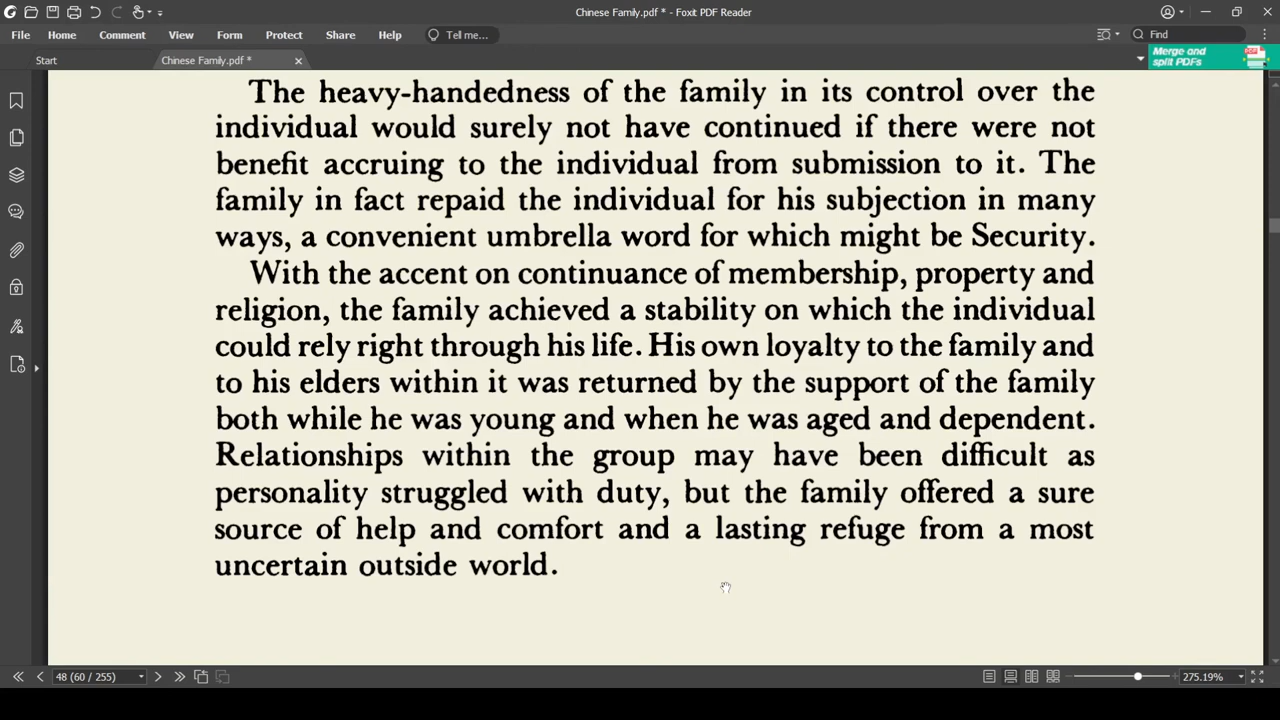 Chinese Family.pdf * - Foxit PDF Reader
File Home Comment View Form Protect Share Help Tell me... Find
Start Chinese Family.pdf * Merge and
split PDFs
The heavy-handedness of the family in its control over the
individual would surely not have continued if there were not
benefit accruing to the individual from submission to it. The
family in fact repaid the individual for his subjection in many
ways, a convenient umbrella word for which might be Security.
With the accent on continuance of membership, property and
religion, the family achieved a stability on which the individual
could rely right through his life. His own loyalty to the family and
to his elders within it was returned by the support of the family
both while he was young and when he was aged and dependent.
Relationships within the group may have been difficult as
personality struggled with duty, but the family offered a sure
source of help and comfort and a lasting refuge from a most
uncertain outside world.
48 (60 / 255) 275.19%